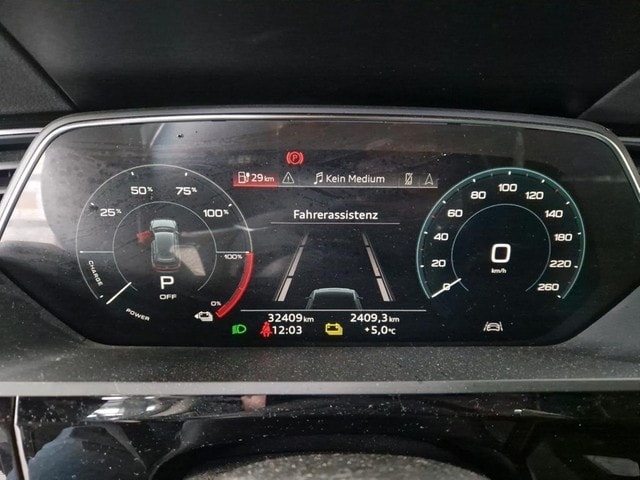 (P)
29 km Kein Medium
Fahrerassistenz
25% 50% 75% 100%
CHARGE
POWER
100%
0%
P
OFF
0 20 40 60 80 100 120 140 180 220 260
0
km/h
32409 km 2409,3 km
12:03 +5,0°C